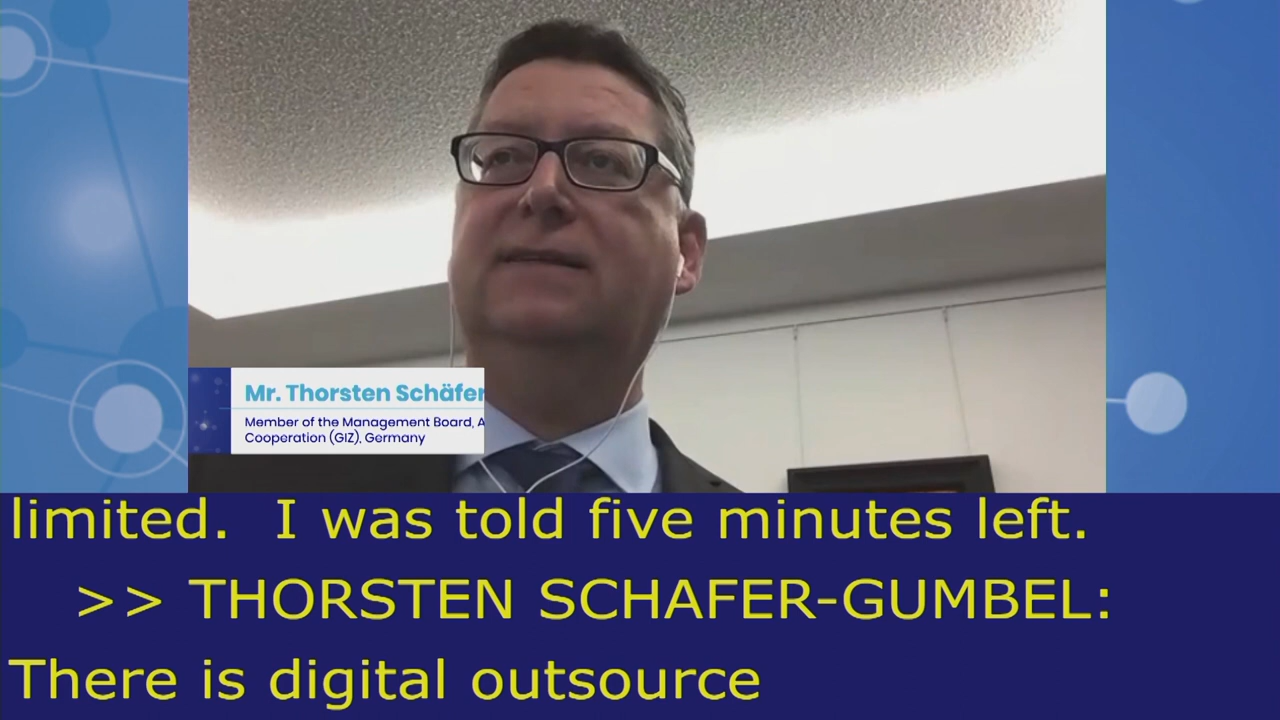 Mr. Thorsten Schäfer
Member of the Management Board, A
Cooperation (GIZ), Germany
limited. I was told five minutes left.
>> THORSTEN SCHAFER-GUMBEL:
There is digital outsource